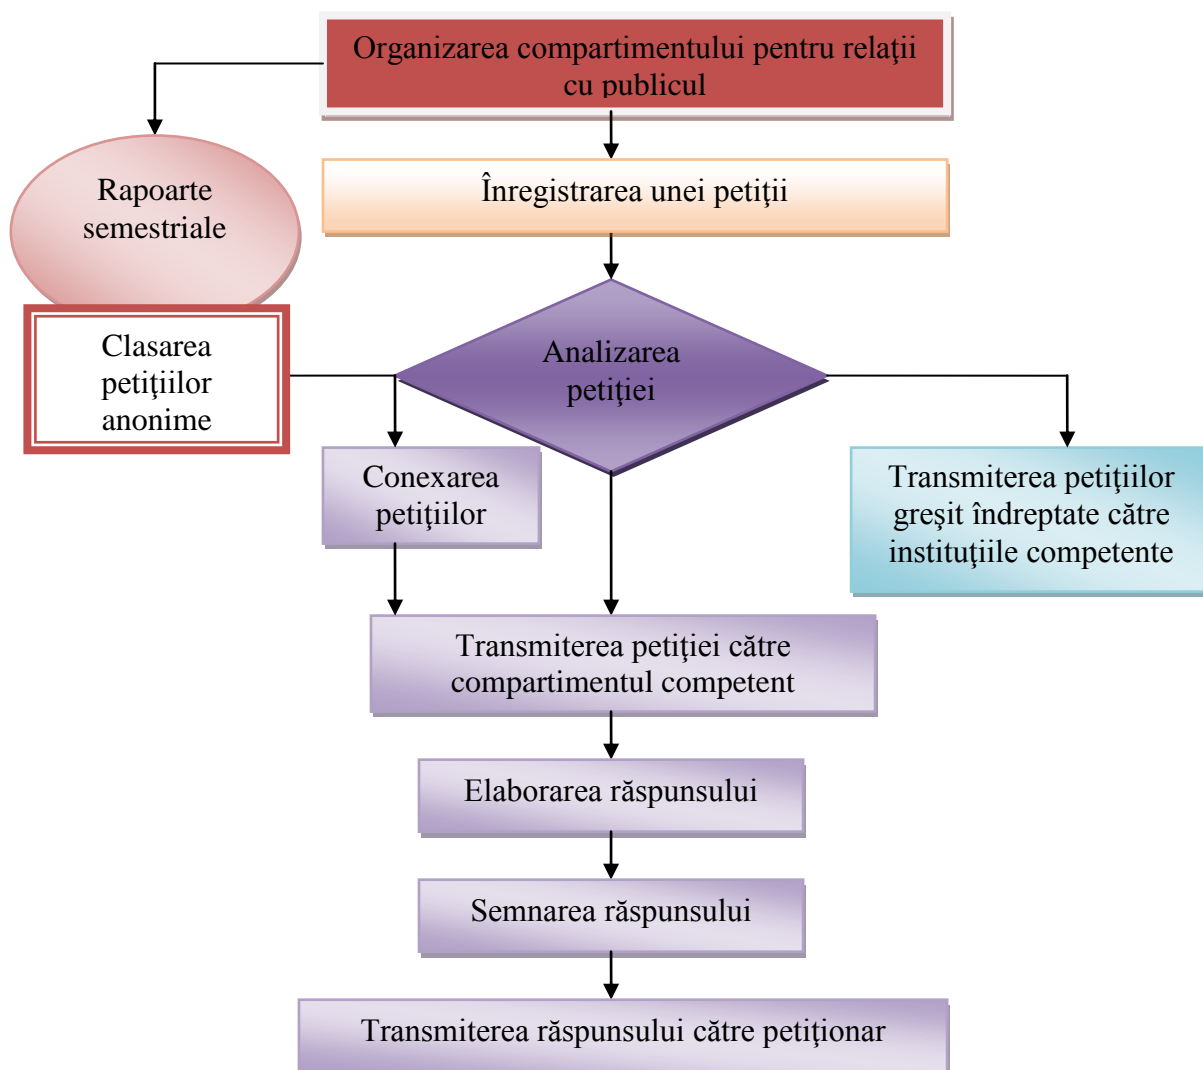 Organizarea compartimentului pentru relaţii
cu publicul
Rapoarte
semestriale
Înregistrarea unei petiţii
Analizarea
petiţiei
Clasarea
petiţiilor
anonime
Conexarea
petiţiilor
Transmiterea petiţiilor
greşit îndreptate către
instituţiile competente
Transmiterea petiţiei către
compartimentul competent
Elaborarea răspunsului
Semnarea răspunsului
Transmiterea răspunsului către petiţionar